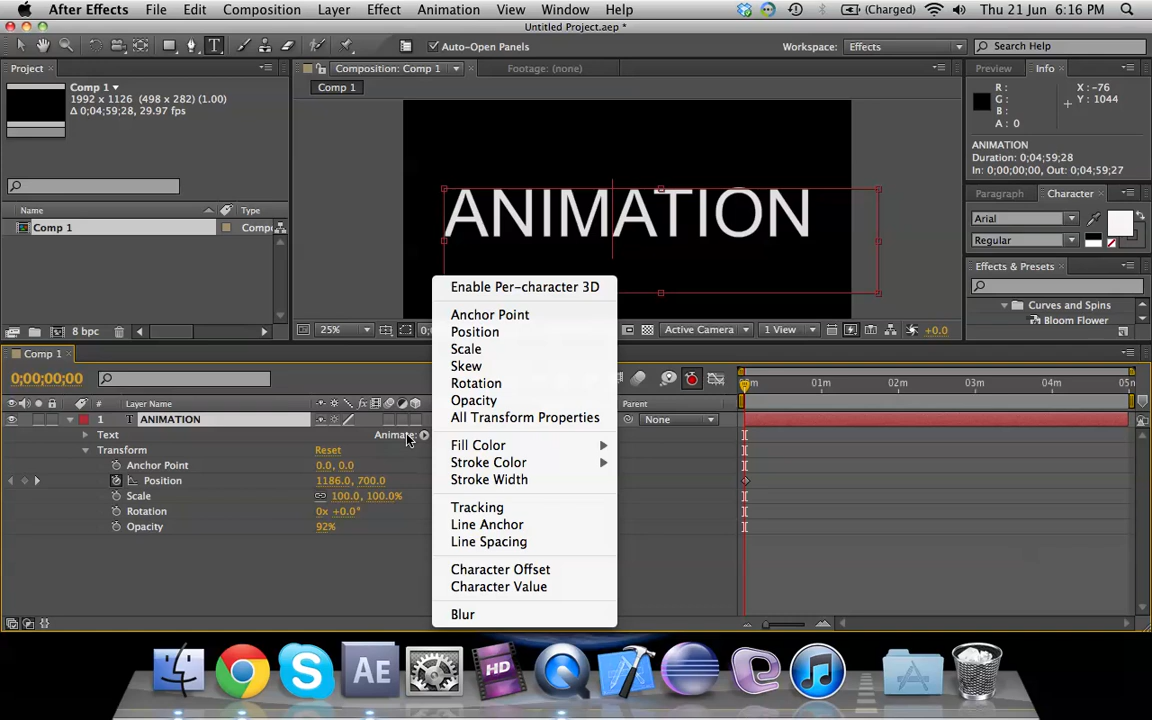 After Effects File Edit Composition Layer Effect Animation View Window Help (Charged) Thu 21 Jun 6:16 PM
Untitled Project.aep *
T Auto-Open Panels Workspace: Effects Search Help
Project Composition: Comp 1 Footage: (none) Preview Info
Comp 1
1992 x 1126 (498 x 282) (1.00)
Δ 0;04;59;28, 29.97 fps
Comp 1
R:
G:
B:
A: 0
X: -76
Y: 1044
ANIMATION
Duration: 0;04;59;28
In: 0;00;00;00, Out: 0;04;59;27
ANIMATION
Paragraph Character
Arial
Regular
Name Type
Comp 1 Compo
Effects & Presets
Curves and Spins
Bloom Flower
8 bpc
25% Active Camera 1 View +0.0
Enable Per-character 3D
Anchor Point
Position
Scale
Skew
Rotation
Opacity
All Transform Properties
Fill Color
Stroke Color
Stroke Width
Tracking
Line Anchor
Line Spacing
Character Offset
Character Value
Blur
Comp 1
0;00;00;00
01m 02m 03m 04m
# Layer Name Parent
1 T ANIMATION None
Text Animate:
Transform Reset
Anchor Point 0.0, 0.0
Position 1186.0, 700.0
Scale 100.0, 100.0%
Rotation 0x +0.0°
Opacity 92%
AE HD